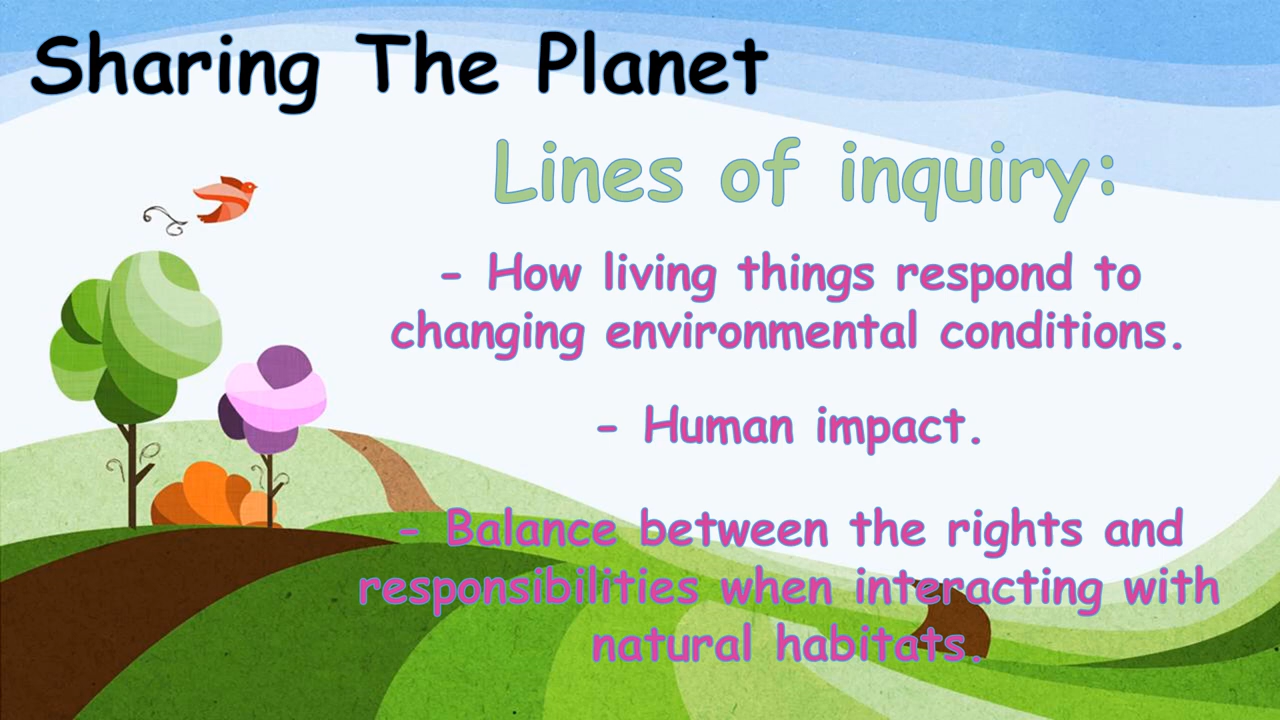 Sharing The Planet
Lines of inquiry:
- How living things respond to
changing environmental conditions.
- Human impact.
- Balance between the rights and
responsibilities when interacting with
natural habitats.